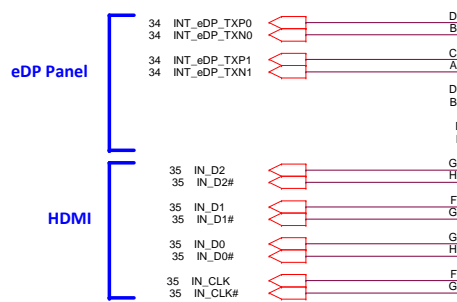 D
34 INT_eDP_TXP0
B
34 INT_eDP_TXN0
C
34 INT_eDP_TXP1
A
34 INT_eDP_TXN1
eDP Panel
D
B
G
35 IN_D2
H
35 IN_D2#
F
35 IN_D1
G
35 IN_D1#
HDMI
G
35 IN_D0
H
35 IN_D0#
F
35 IN_CLK
G
35 IN_CLK#